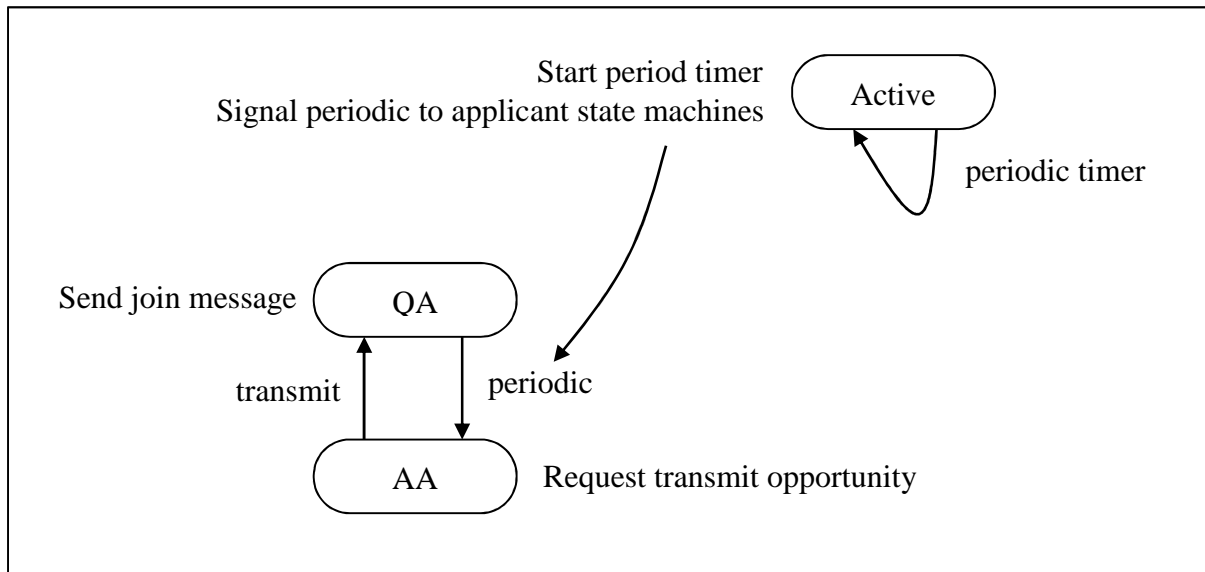 Start period timer
Signal periodic to applicant state machines
Active
periodic timer
Send join message
QA
transmit
periodic
AA
Request transmit opportunity